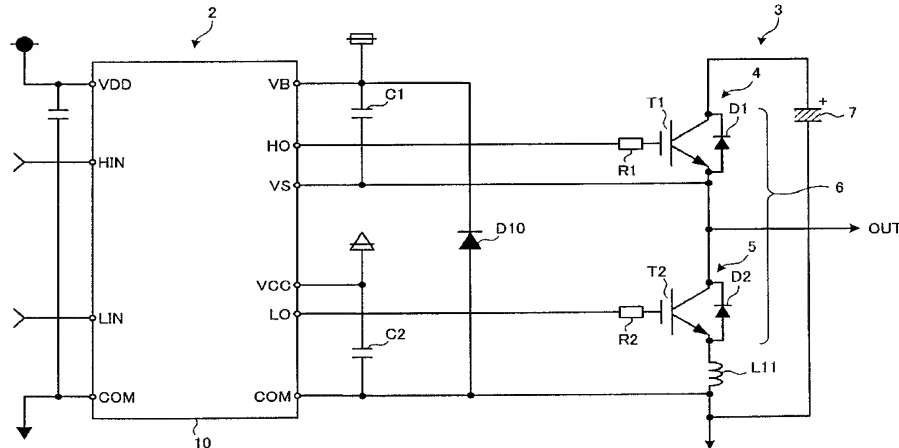 2
3
VDD
HIN
LIN
COM
10
VB
HO
VS
VCC
LO
COM
C1
C2
D10
R1
T1
4
D1
+
7
6
OUT
5
T2
D2
R2
L11